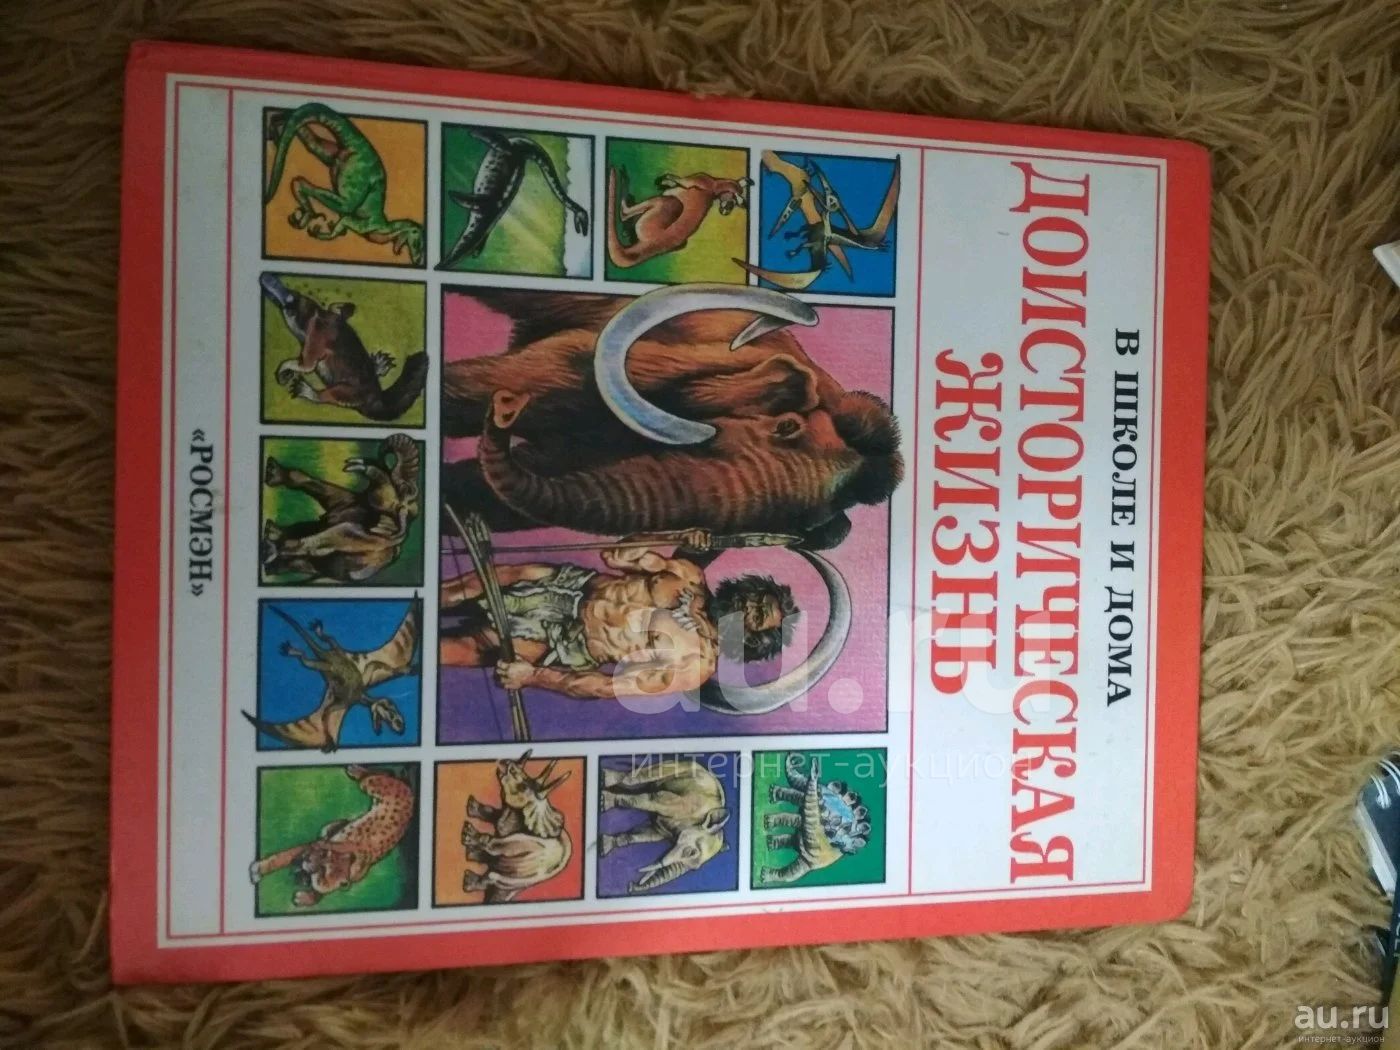 В ШКОЛЕ И ДОМА
ДОИСТОРИЧЕСКАЯ
ЖИЗНЬ
«РОСМЭН»
au.ru
интернет-аукцион
au.ru
интернет-аукцион